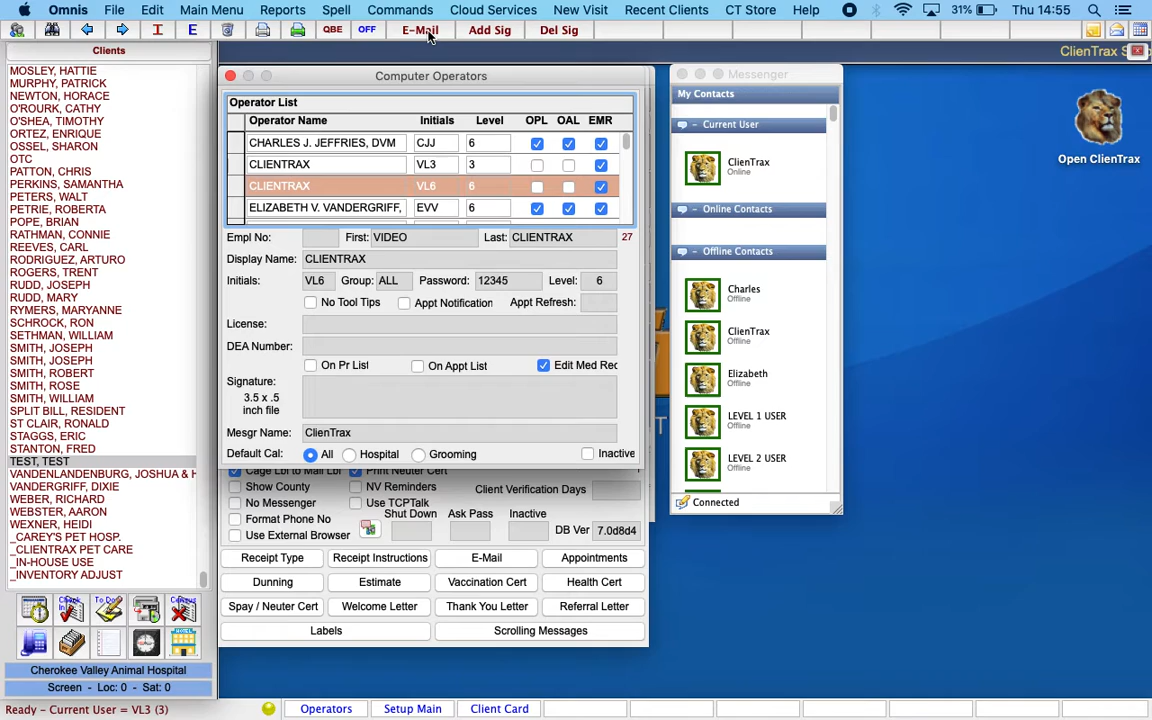 Omnis File Edit Main Menu Reports Spell Commands Cloud Services New Visit Recent Clients CT Store Help 31% Thu 14:55
I E QBE OFF E-Mail Add Sig Del Sig
Clients
MOSLEY, HATTIE
MURPHY, PATRICK
NEWTON, HORACE
O'ROURK, CATHY
O'SHEA, TIMOTHY
ORTEZ, ENRIQUE
OSSEL, SHARON
OTC
PATTON, CHRIS
PERKINS, SAMANTHA
PETERS, WALT
PETRIE, ROBERTA
POPE, BRIAN
RATHMAN, CONNIE
REEVES, CARL
RODRIGUEZ, ARTURO
ROGERS, TRENT
RUDD, JOSEPH
RUDD, MARY
RYMERS, MARYANNE
SCHROCK, RON
SETHMAN, WILLIAM
SMITH, JOSEPH
SMITH, JOSEPH
SMITH, ROBERT
SMITH, ROSE
SMITH, WILLIAM
SPLIT BILL, RESIDENT
ST CLAIR, RONALD
STAGGS, ERIC
STANTON, FRED
TEST, TEST
VANDENLANDENBURG, JOSHUA & H
VANDERGRIFF, DIXIE
WEBER, RICHARD
WEBSTER, AARON
WEXNER, HEIDI
_CAREY'S PET HOSP.
_CLIENTRAX PET CARE
_IN-HOUSE USE
_INVENTORY ADJUST
Cherokee Valley Animal Hospital
Screen - Loc: 0 - Sat: 0
Ready - Current User = VL3 (3)
Computer Operators
Operator List
Operator Name Initials Level OPL OAL EMR
CHARLES J. JEFFRIES, DVM CJJ 6
CLIENTRAX VL3 3
CLIENTRAX VL6 6
ELIZABETH V. VANDERGRIFF, EVV 6
Empl No: First: VIDEO Last: CLIENTRAX 27
Display Name: CLIENTRAX
Initials: VL6 Group: ALL Password: 12345 Level: 6
No Tool Tips Appt Notification Appt Refresh:
License:
DEA Number:
On Pr List On Appt List Edit Med Rec
Signature:
3.5 x .5
inch file
Mesgr Name: ClienTrax
Default Cal: All Hospital Grooming Inactive
Cage Lbl to Mail Lbl Print Neuter Cert
Show County NV Reminders Client Verification Days
No Messenger Use TCPTalk
Format Phone No Shut Down Ask Pass Inactive
Use External Browser DB Ver 7.0d8d4
Receipt Type Receipt Instructions E-Mail Appointments
Dunning Estimate Vaccination Cert Health Cert
Spay / Neuter Cert Welcome Letter Thank You Letter Referral Letter
Labels Scrolling Messages
Operators Setup Main Client Card
Messenger
My Contacts
Current User
ClienTrax
Online
Online Contacts
Offline Contacts
Charles
Offline
ClienTrax
Offline
Elizabeth
Offline
LEVEL 1 USER
Offline
LEVEL 2 USER
Offline
Connected
Open ClienTrax